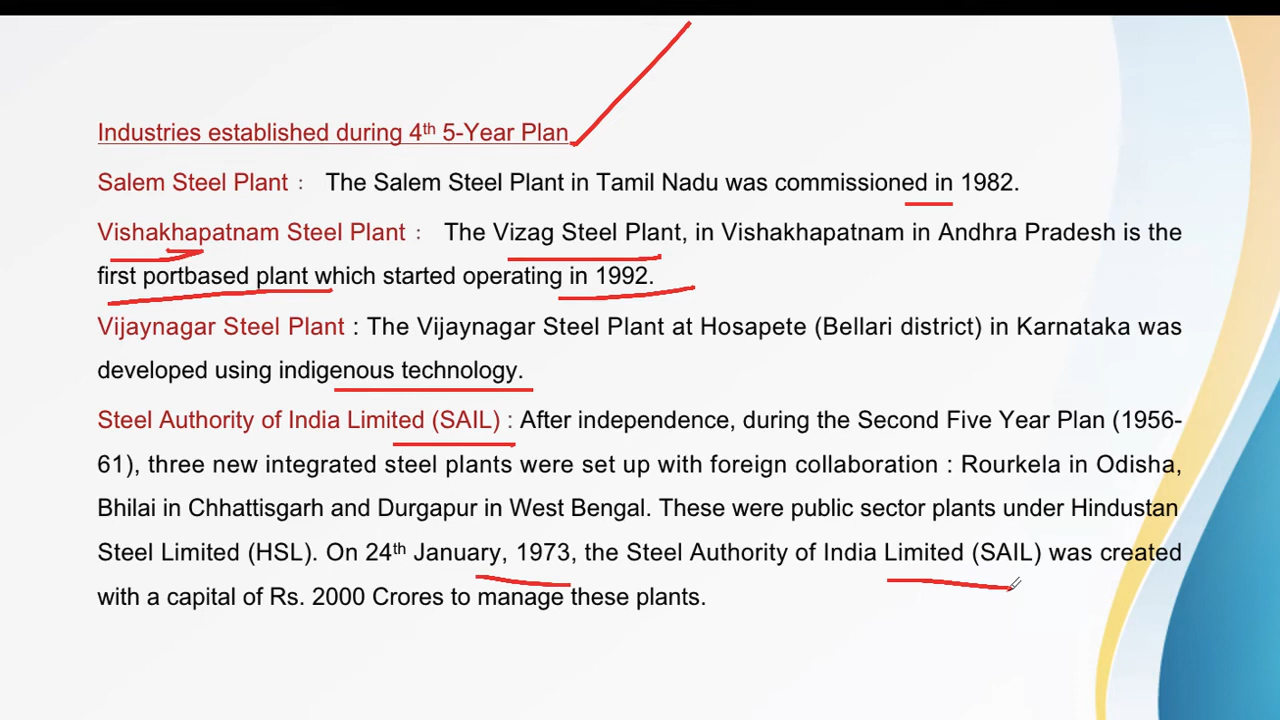 Industries established during 4th 5-Year Plan
Salem Steel Plant : The Salem Steel Plant in Tamil Nadu was commissioned in 1982.
Vishakhapatnam Steel Plant : The Vizag Steel Plant, in Vishakhapatnam in Andhra Pradesh is the
first portbased plant which started operating in 1992.
Vijaynagar Steel Plant : The Vijaynagar Steel Plant at Hosapete (Bellari district) in Karnataka was
developed using indigenous technology.
Steel Authority of India Limited (SAIL) : After independence, during the Second Five Year Plan (1956-
61), three new integrated steel plants were set up with foreign collaboration : Rourkela in Odisha,
Bhilai in Chhattisgarh and Durgapur in West Bengal. These were public sector plants under Hindustan
Steel Limited (HSL). On 24th January, 1973, the Steel Authority of India Limited (SAIL) was created
with a capital of Rs. 2000 Crores to manage these plants.